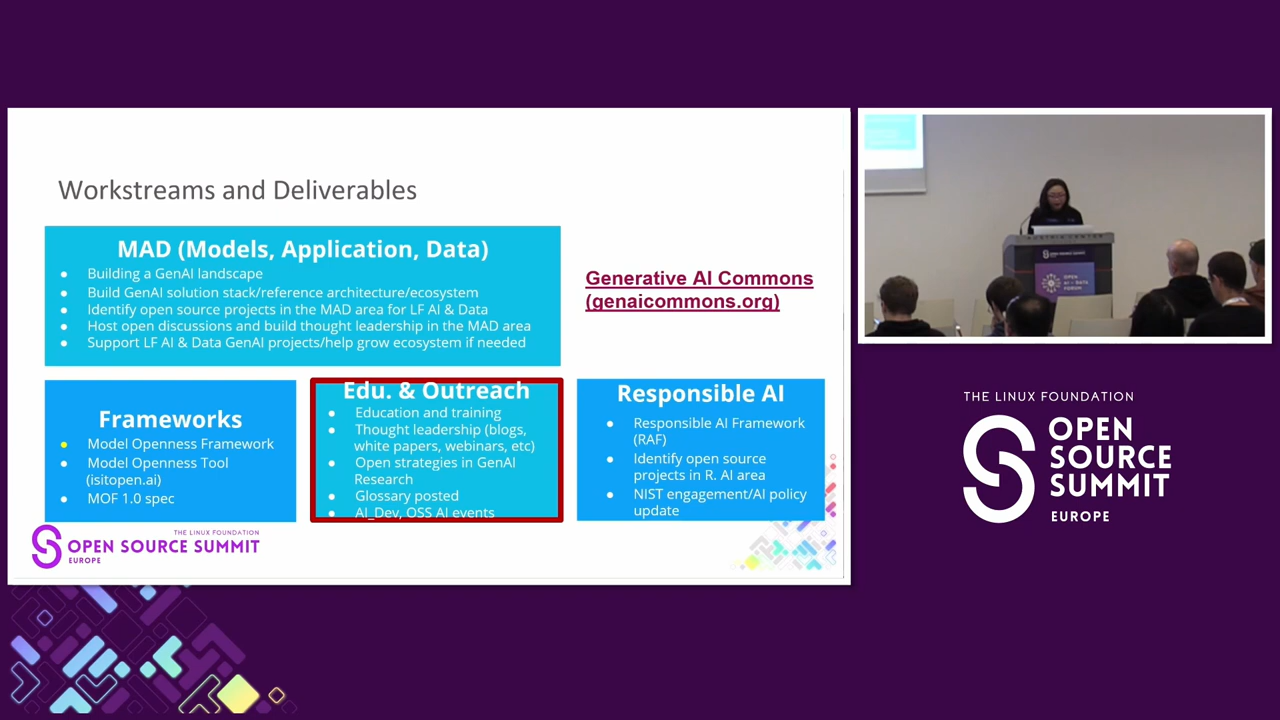 Workstreams and Deliverables
MAD (Models, Application, Data)
● Building a GenAI landscape
● Build GenAI solution stack/reference architecture/ecosystem
● Identify open source projects in the MAD area for LF AI & Data
● Host open discussions and build thought leadership in the MAD area
● Support LF AI & Data GenAI projects/help grow ecosystem if needed
Generative AI Commons
(genaicommons.org)
Frameworks
● Model Openness Framework
● Model Openness Tool
(isitopen.ai)
● MOF 1.0 spec
Edu. & Outreach
● Education and training
● Thought leadership (blogs,
white papers, webinars, etc)
● Open strategies in GenAI
Research
● Glossary posted
● AI_Dev, OSS AI events
Responsible AI
● Responsible AI Framework
(RAF)
● Identify open source
projects in R. AI area
● NIST engagement/AI policy
update
THE LINUX FOUNDATION
OPEN SOURCE SUMMIT
EUROPE
AUSTRIA CENTER
OPEN
AI + DATA
FORUM
THE LINUX FOUNDATION
OPEN
SOURCE
SUMMIT
EUROPE